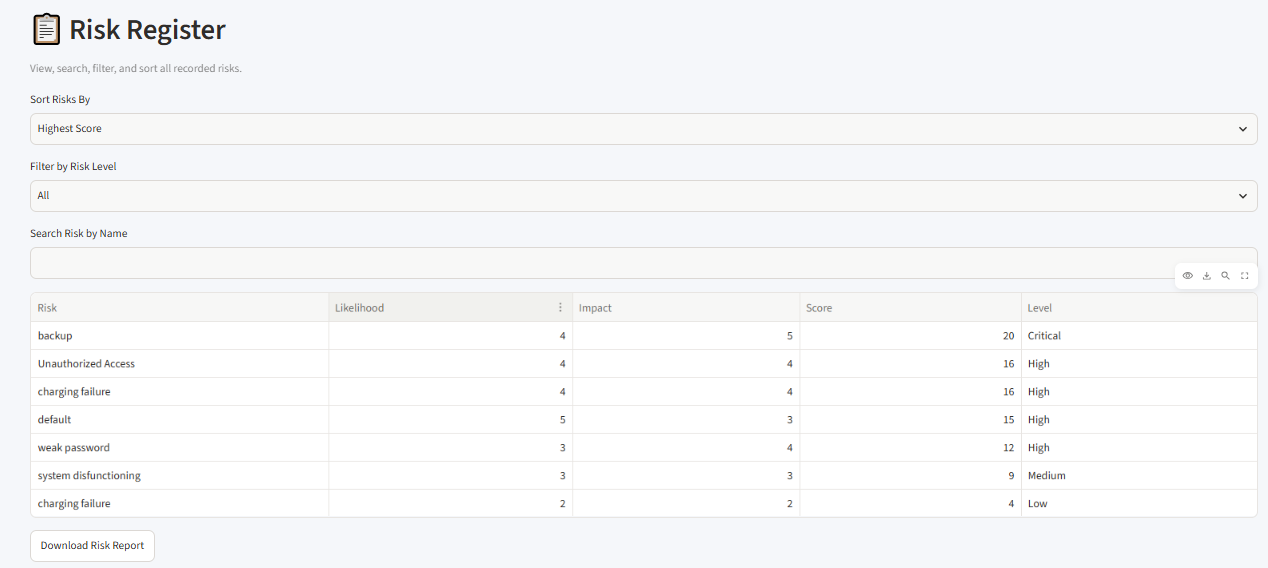 Risk Register
View, search, filter, and sort all recorded risks.
Sort Risks By
Highest Score
Filter by Risk Level
All
Search Risk by Name
Risk Likelihood Impact Score Level
backup 4 5 20 Critical
Unauthorized Access 4 4 16 High
charging failure 4 4 16 High
default 5 3 15 High
weak password 3 4 12 High
system disfunctioning 3 3 9 Medium
charging failure 2 2 4 Low
Download Risk Report